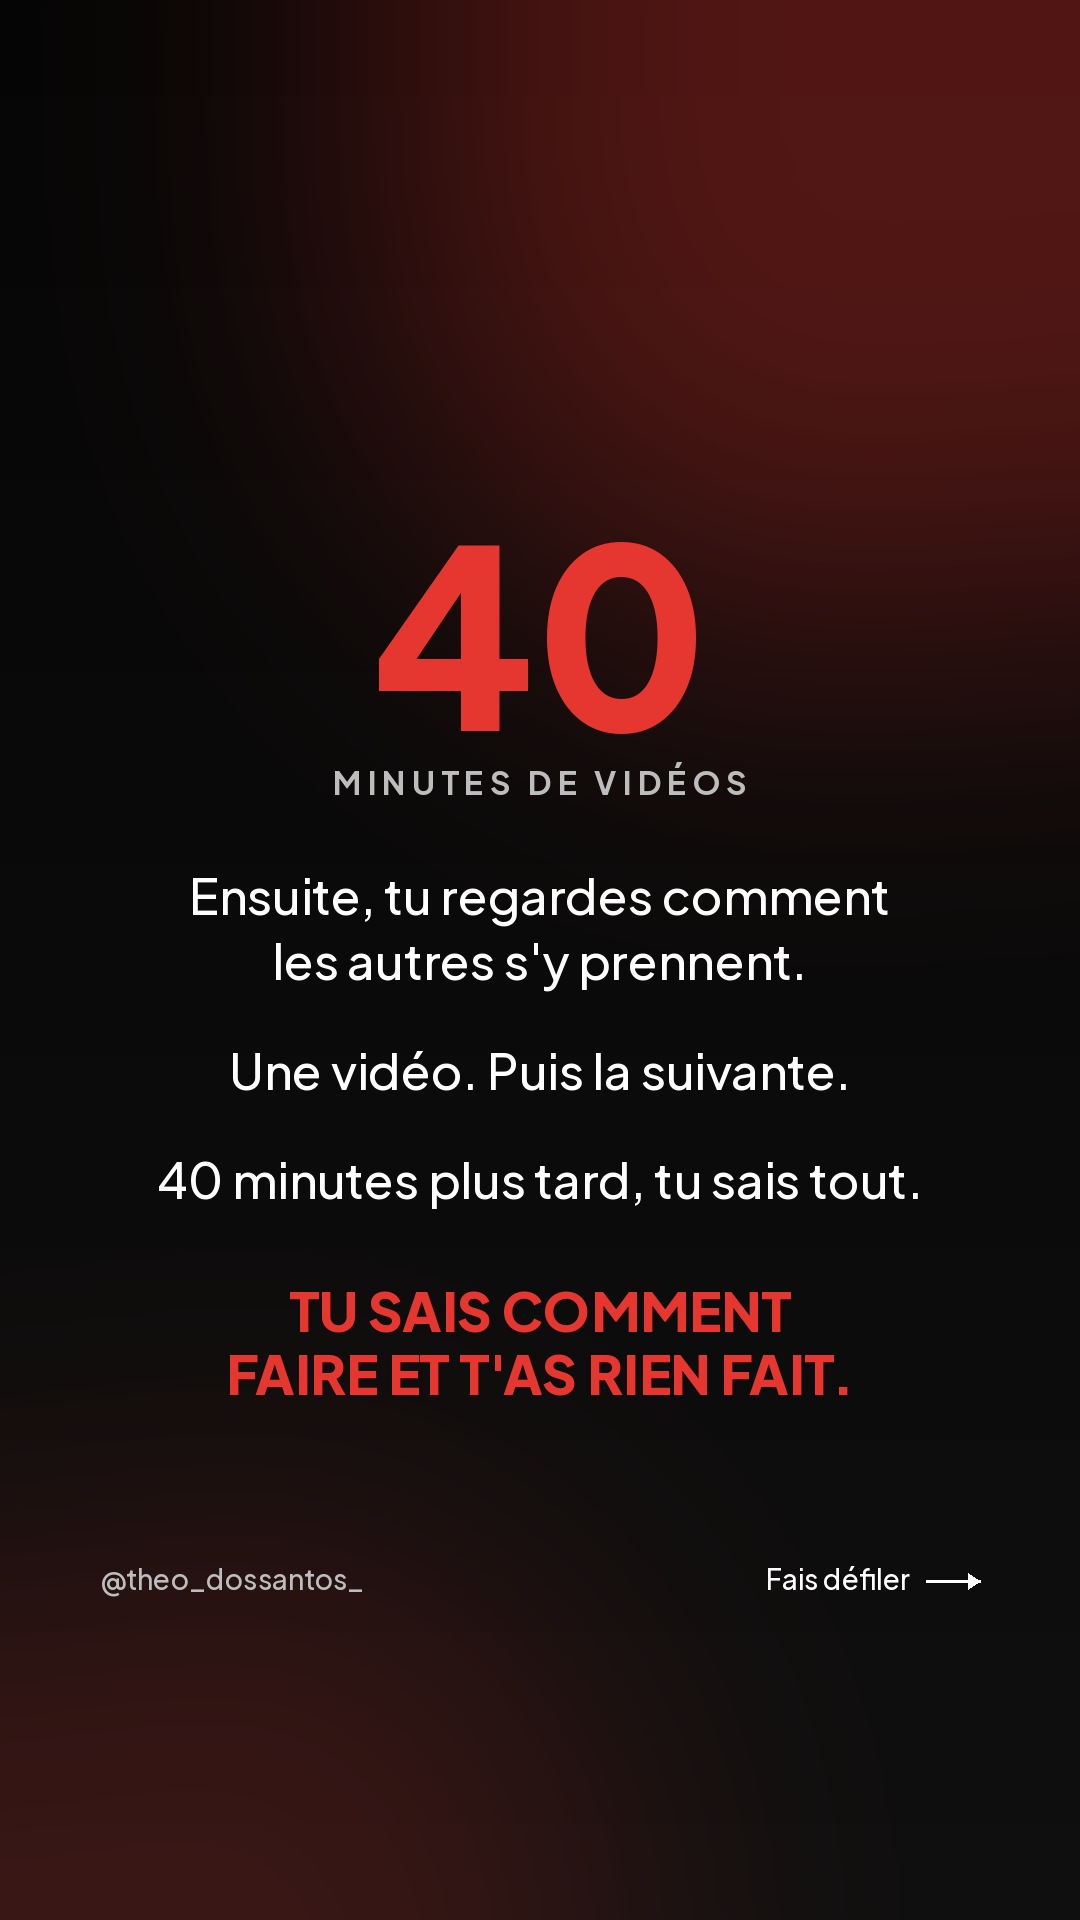 40
MINUTES DE VIDÉOS
Ensuite, tu regardes comment
les autres s'y prennent.
Une vidéo. Puis la suivante.
40 minutes plus tard, tu sais tout.
TU SAIS COMMENT
FAIRE ET T'AS RIEN FAIT.
@theo_dossantos_
Fais défiler